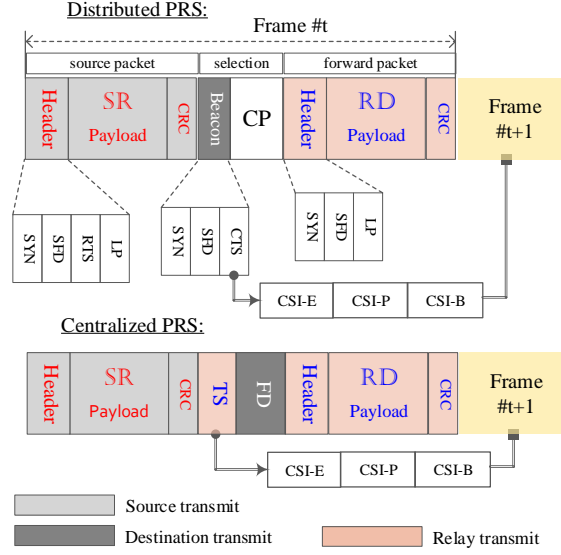 Distributed PRS:
Frame #t
source packet selection forward packet
Header SR Payload CRC Beacon CP Header RD Payload CRC Frame #t+1
SYN SFD RTS LP
SYN SFD CTS
SYN SFD LP
CSI-E CSI-P CSI-B
Centralized PRS:
Header SR Payload CRC TS FD Header RD Payload CRC Frame #t+1
CSI-E CSI-P CSI-B
Source transmit
Destination transmit Relay transmit